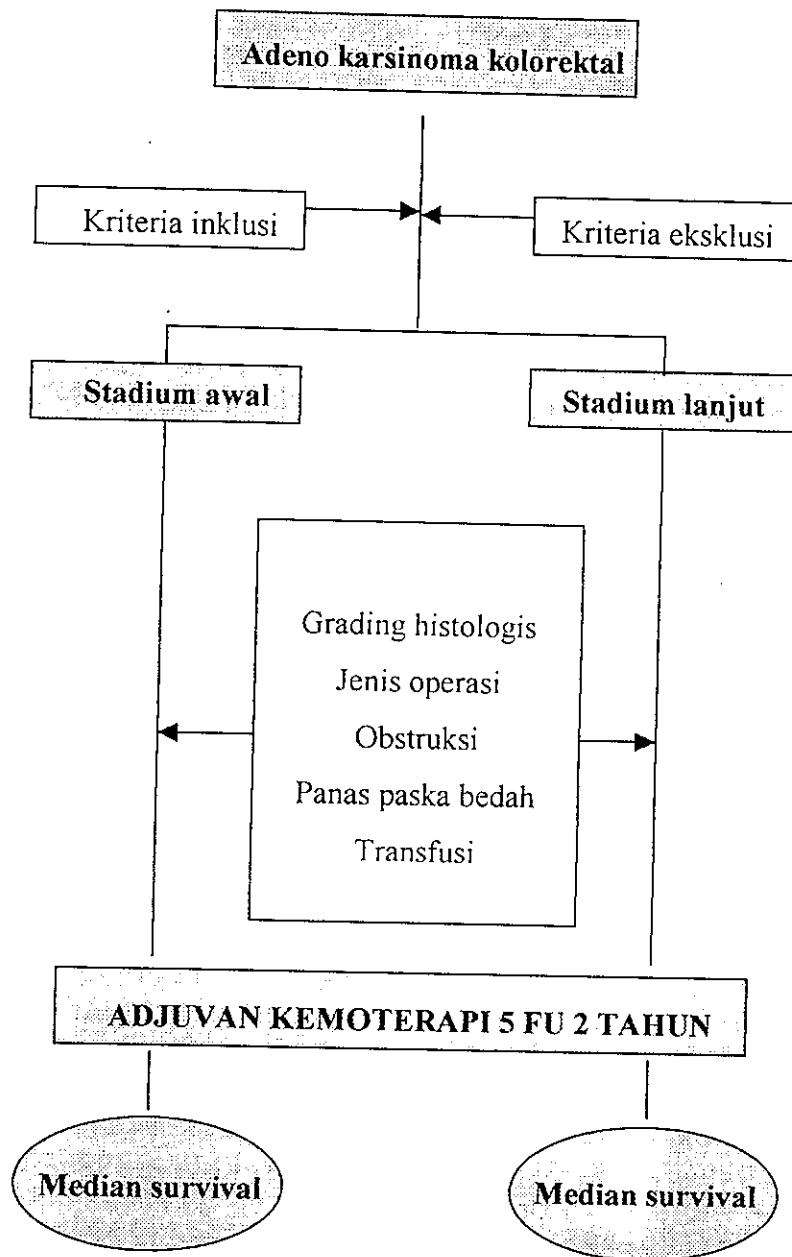 Adeno karsinoma kolorektal
Kriteria inklusi
Kriteria eksklusi
Stadium awal
Stadium lanjut
Grading histologis
Jenis operasi
Obstruksi
Panas paska bedah
Transfusi
ADJUVAN KEMOTERAPI 5 FU 2 TAHUN
Median survival
Median survival